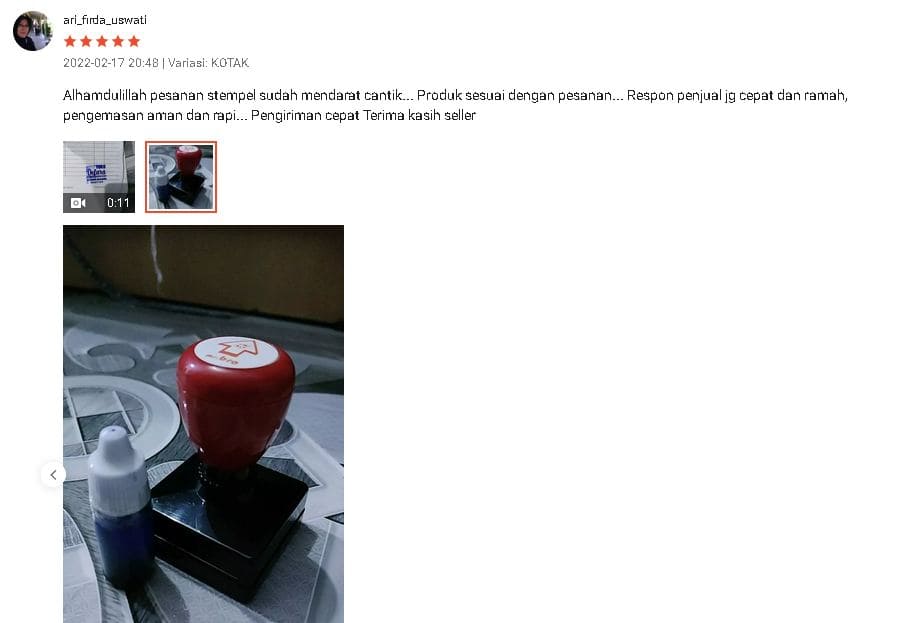 ari_firda_uswati
2022-02-17 20:48 | Variasi: KOTAK
Alhamdulillah pesanan stempel sudah mendarat cantik... Produk sesuai dengan pesanan... Respon penjual jg cepat dan ramah,
pengemasan aman dan rapi... Pengiriman cepat Terima kasih seller
0:11